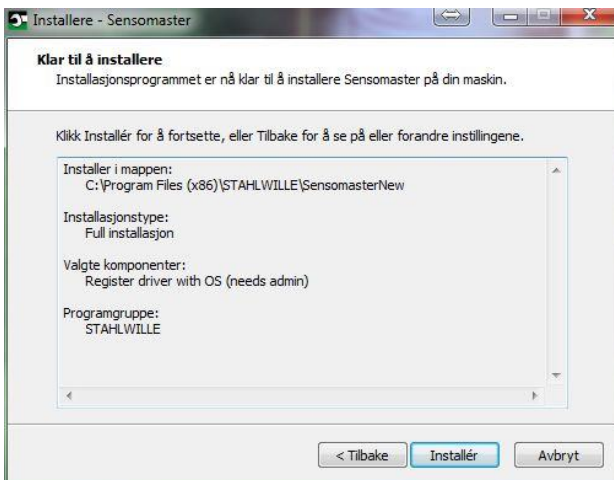 Installere - Sensomaster
Klar til å installere
Installasjonsprogrammet er nå klar til å installere Sensomaster på din maskin.
Klikk Installér for å fortsette, eller Tilbake for å se på eller forandre instillingene.
Installer i mappen:
C:\Program Files (x86)\STAHLWILLE\SensomasterNew
Installasjonstype:
Full installasjon
Valgte komponenter:
Register driver with OS (needs admin)
Programgruppe:
STAHLWILLE
< Tilbake
Installér
Avbryt